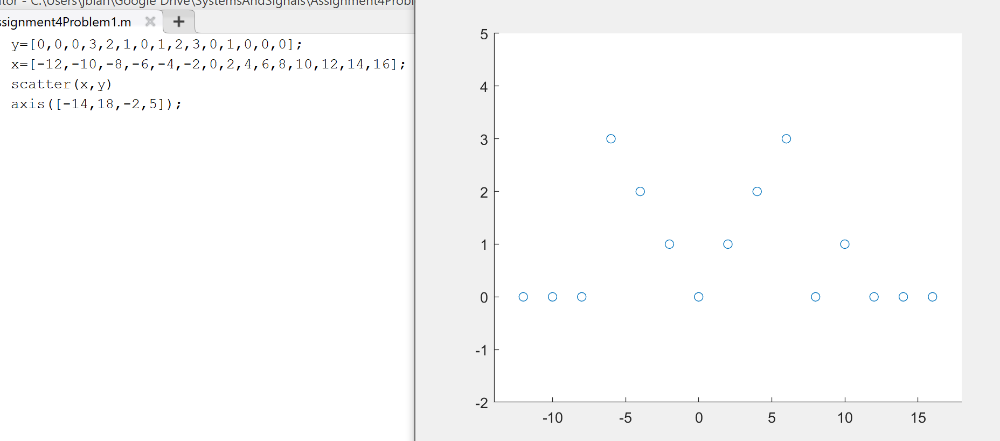 tor - C:\Users\jblan\Google Drive\SystemsAndSignals\Assignment4Probl
ssignment4Problem1.m
y=[0,0,0,3,2,1,0,1,2,3,0,1,0,0,0];
x=[-12,-10,-8,-6,-4,-2,0,2,4,6,8,10,12,14,16];
scatter(x,y)
axis([-14,18,-2,5]);
5
4
3
2
1
0
-1
-2
-10 -5 0 5 10 15